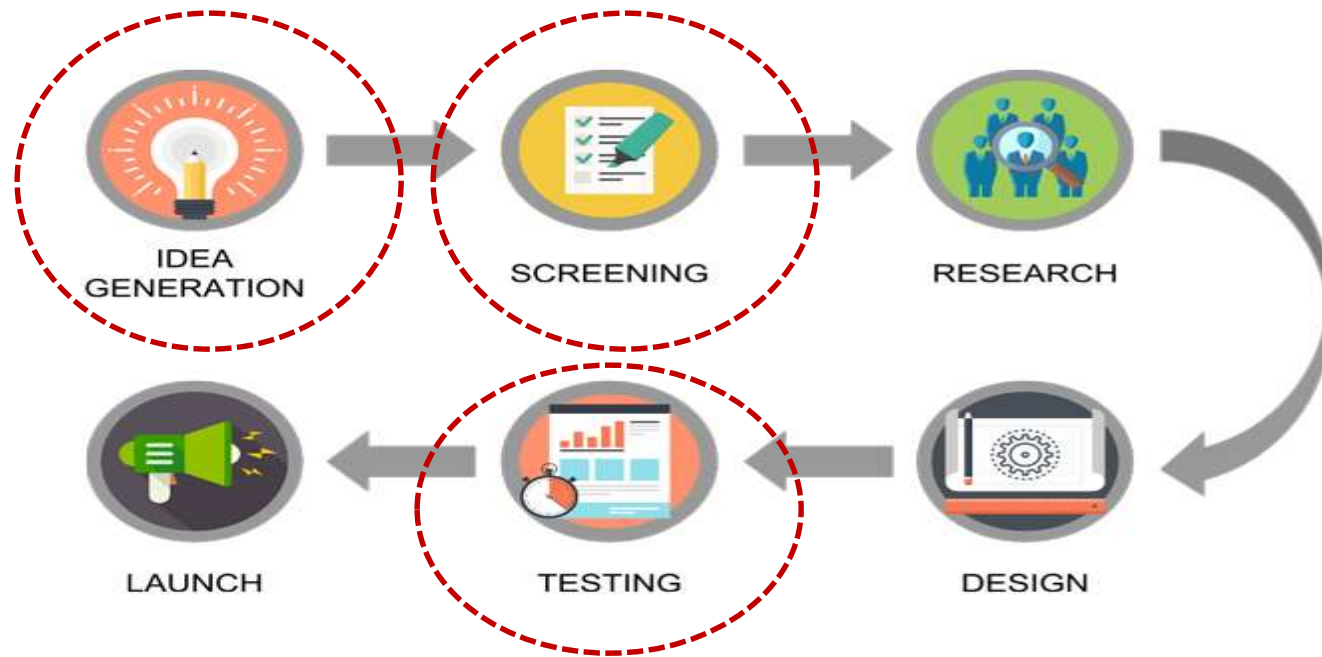 IDEA
GENERATION
SCREENING
RESEARCH
LAUNCH
TESTING
DESIGN